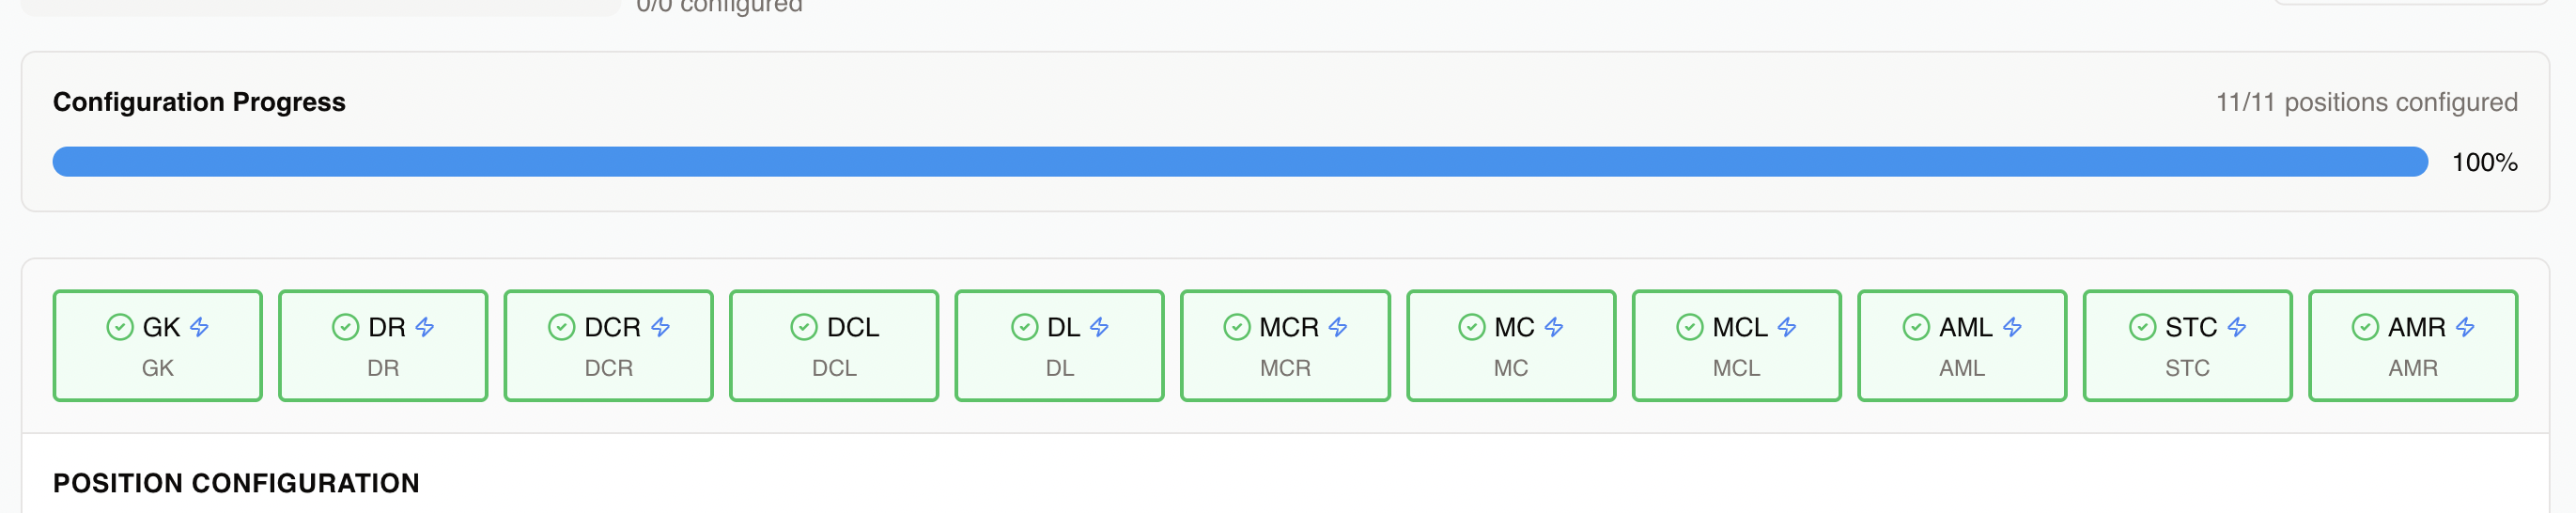 0/0 configured
Configuration Progress
11/11 positions configured
100%
GK
GK
DR
DR
DCR
DCR
DCL
DCL
DL
DL
MCR
MCR
MC
MC
MCL
MCL
AML
AML
STC
STC
AMR
AMR
POSITION CONFIGURATION